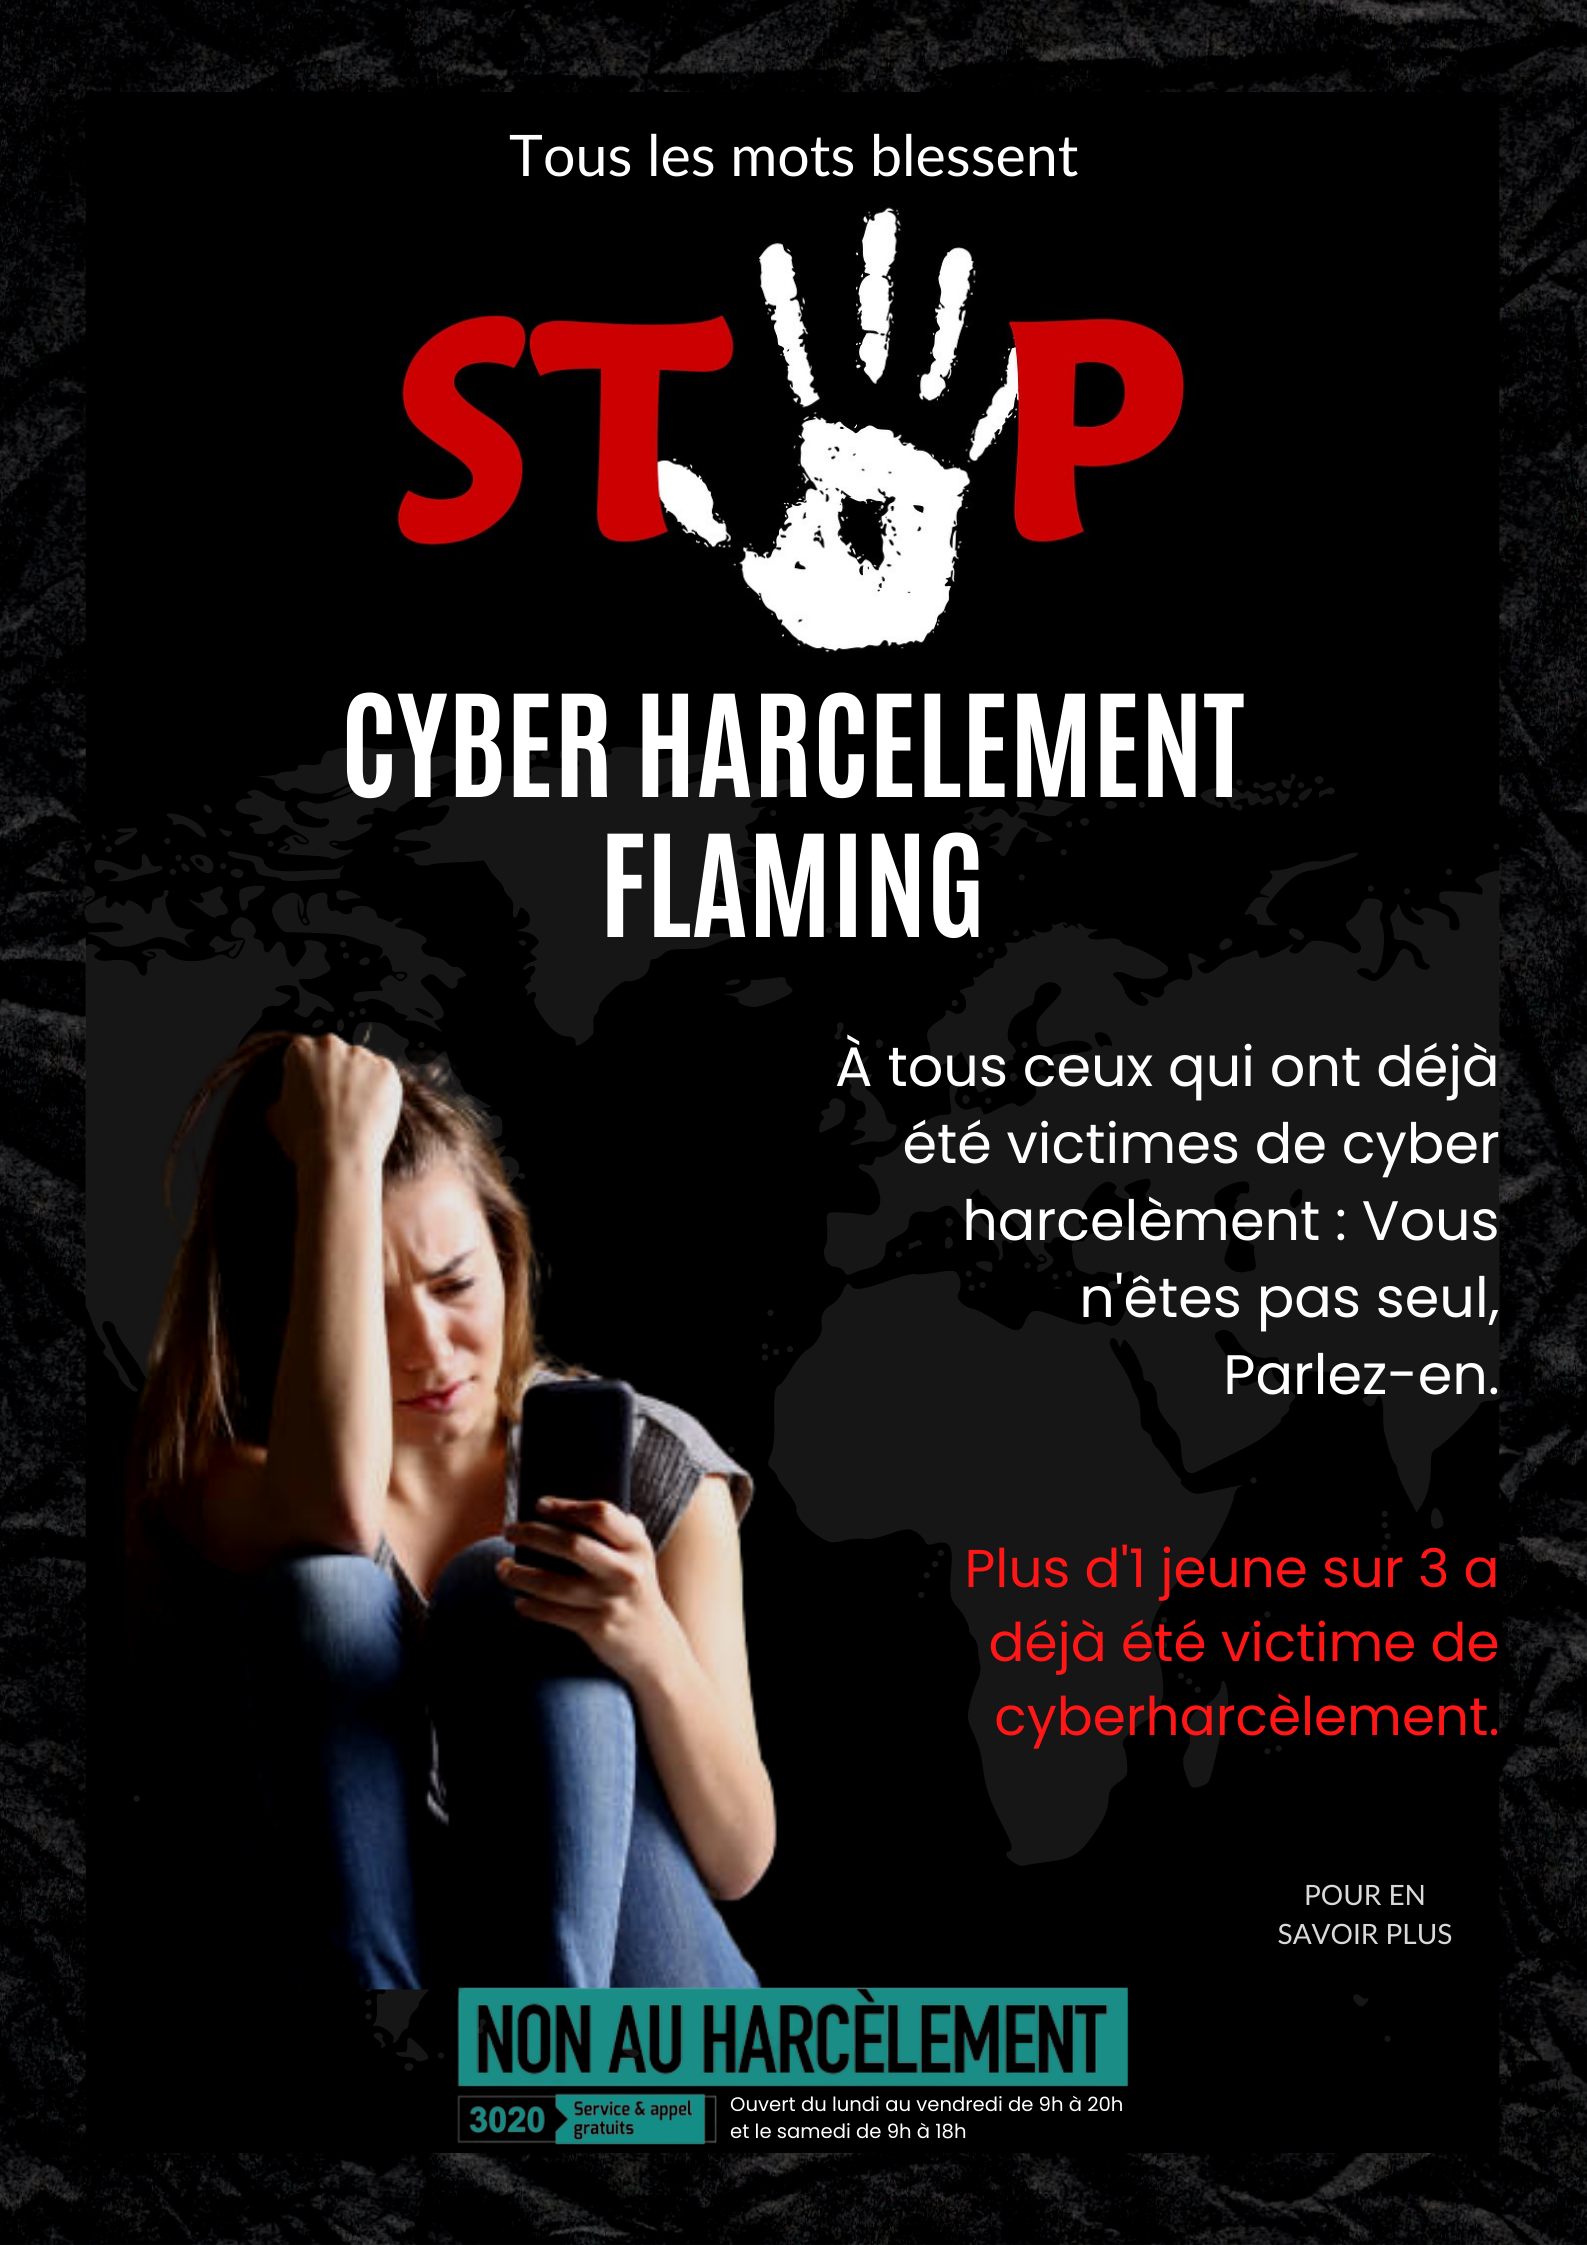 Tous les mots blessent
STOP
CYBER HARCELEMENT
FLAMING
À tous ceux qui ont déjà
été victimes de cyber
harcelèment : Vous
n'êtes pas seul,
Parlez-en.
Plus d'1 jeune sur 3 a
déjà été victime de
cyberharcèlement.
POUR EN
SAVOIR PLUS
NON AU HARCÈLEMENT
3020
Service & appel
gratuits
Ouvert du lundi au vendredi de 9h à 20h
et le samedi de 9h à 18h